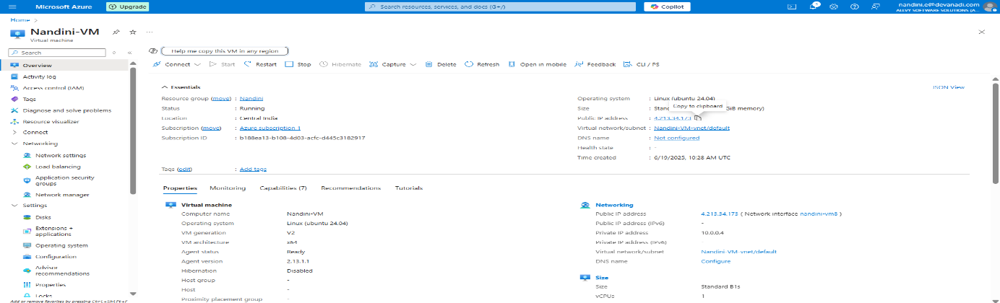 Microsoft Azure
Upgrade
Search resources, services, and docs (G+/)
Copilot
nandini.e@devanadi.com
ALLVY SOFTWARE SOLUTIONS (A...
Home >
Nandini-VM
Virtual machine
Search
Overview
Activity log
Access control (IAM)
Tags
Diagnose and solve problems
Resource visualizer
Connect
Networking
Network settings
Load balancing
Application security
groups
Network manager
Settings
Disks
Extensions +
applications
Operating system
Configuration
Advisor
recommendations
Properties
Locks
Add or remove favorites by pressing Ctrl+Shift+F
Help me copy this VM in any region
Connect Start Restart Stop Hibernate Capture Delete Refresh Open in mobile Feedback CLI / PS
Essentials
JSON View
Resource group (move) : Nandini
Status : Running
Location : Central India
Subscription (move) : Azure subscription 1
Subscription ID : b188ea13-b108-4d03-acfc-d445c3182917
Operating system : Linux (ubuntu 24.04)
Copy to clipboard
Size : GiB memory)
Public IP address : 4.213.34.173
Virtual network/subnet : Nandini-VM-vnet/default
DNS name : Not configured
Health state : -
Time created : 6/19/2025, 10:28 AM UTC
Tags (edit) : Add tags
Properties Monitoring Capabilities (7) Recommendations Tutorials
Virtual machine
Computer name Nandini-VM
Operating system Linux (ubuntu 24.04)
VM generation V2
VM architecture x64
Agent status Ready
Agent version 2.13.1.1
Hibernation Disabled
Host group -
Host -
Proximity placement group -
Networking
Public IP address 4.213.34.173 ( Network interface nandini-vm8 )
Public IP address (IPv6) -
Private IP address 10.0.0.4
Private IP address (IPv6) -
Virtual network/subnet Nandini-VM-vnet/default
DNS name Configure
Size
Size Standard B1s
vCPUs 1